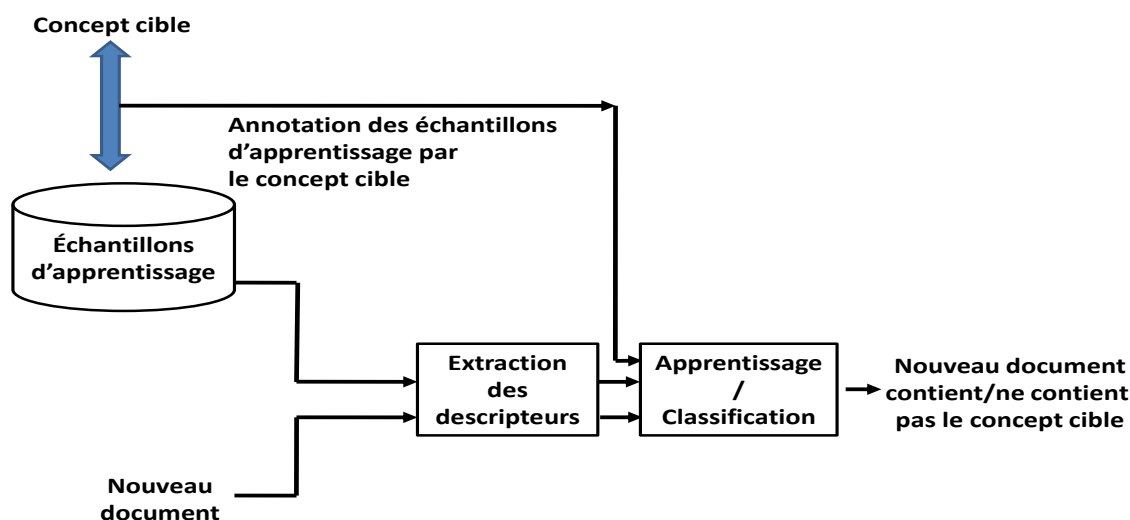 Concept cible
Annotation des échantillons
d’apprentissage par
le concept cible
Échantillons
d’apprentissage
Extraction
des
descripteurs
Apprentissage
/
Classification
Nouveau document
contient/ne contient
pas le concept cible
Nouveau
document